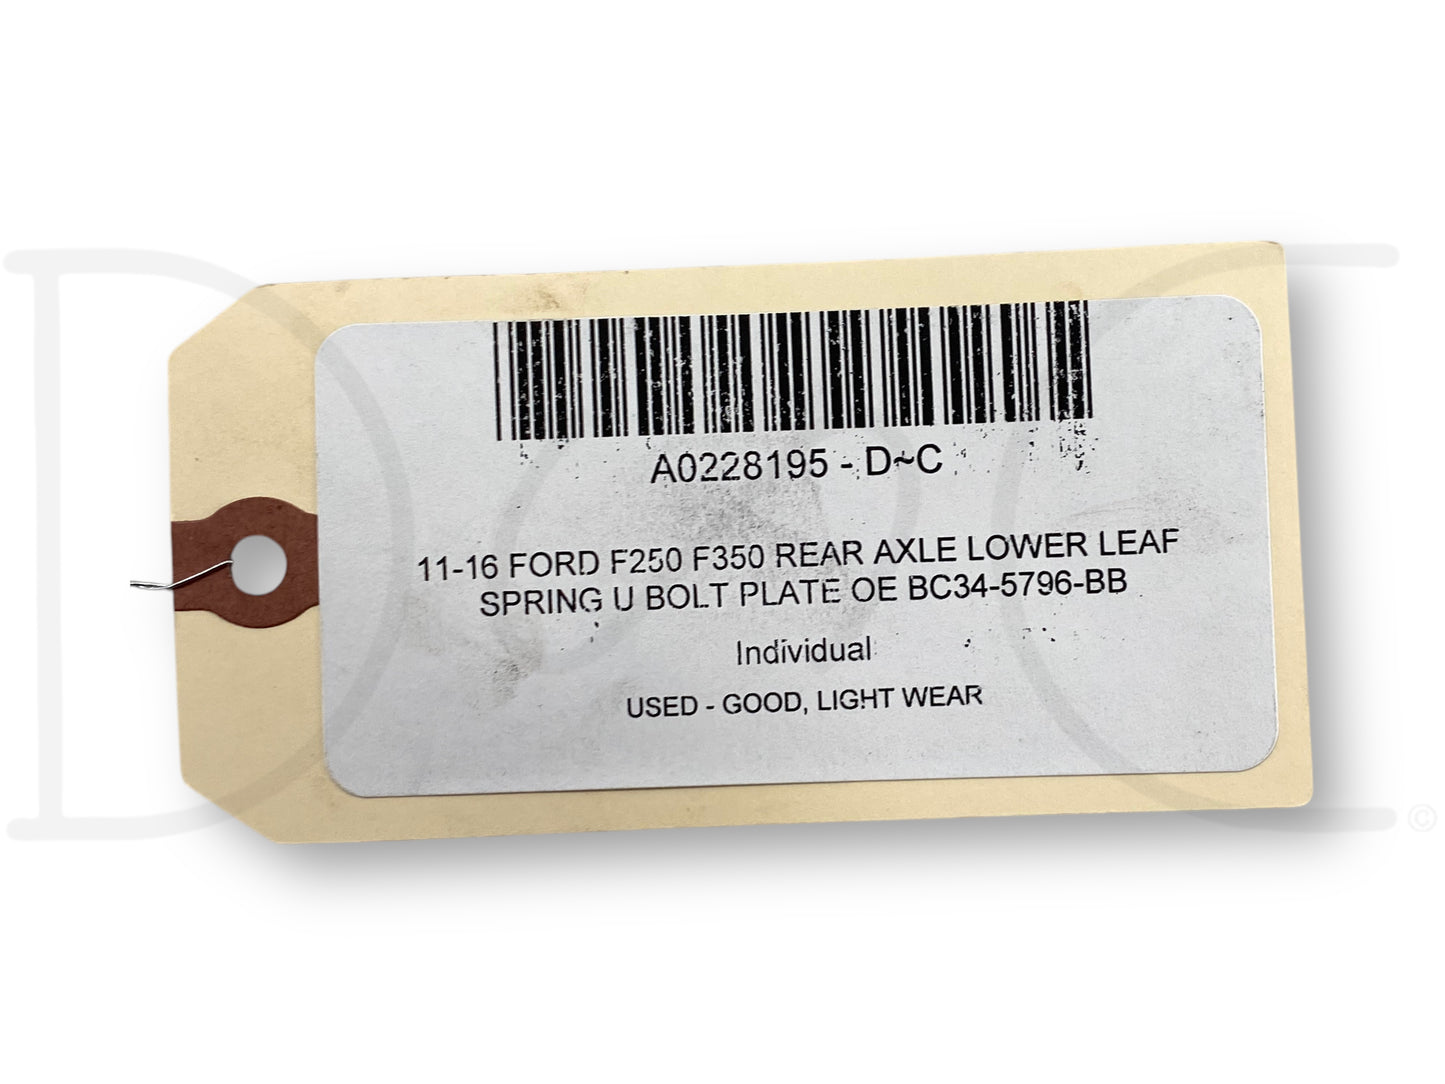 A0228195 - D~C
11-16 FORD F250 F350 REAR AXLE LOWER LEAF
SPRING U BOLT PLATE OE BC34-5796-BB
Individual
USED - GOOD, LIGHT WEAR